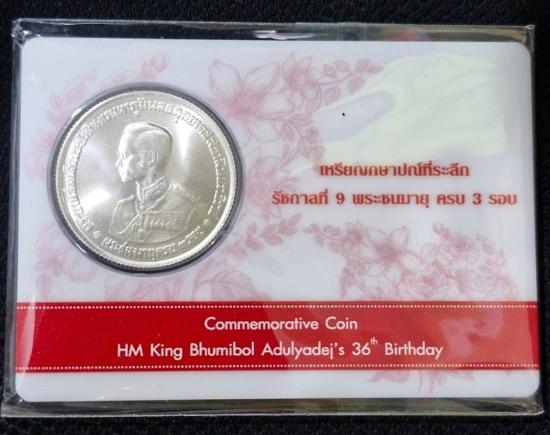 เหรียญกษาปณ์ที่ระลึก
รัชกาลที่ 9 พระชนมายุ ครบ 3 รอบ
Commemorative Coin
HM King Bhumibol Adulyadej's 36th Birthday